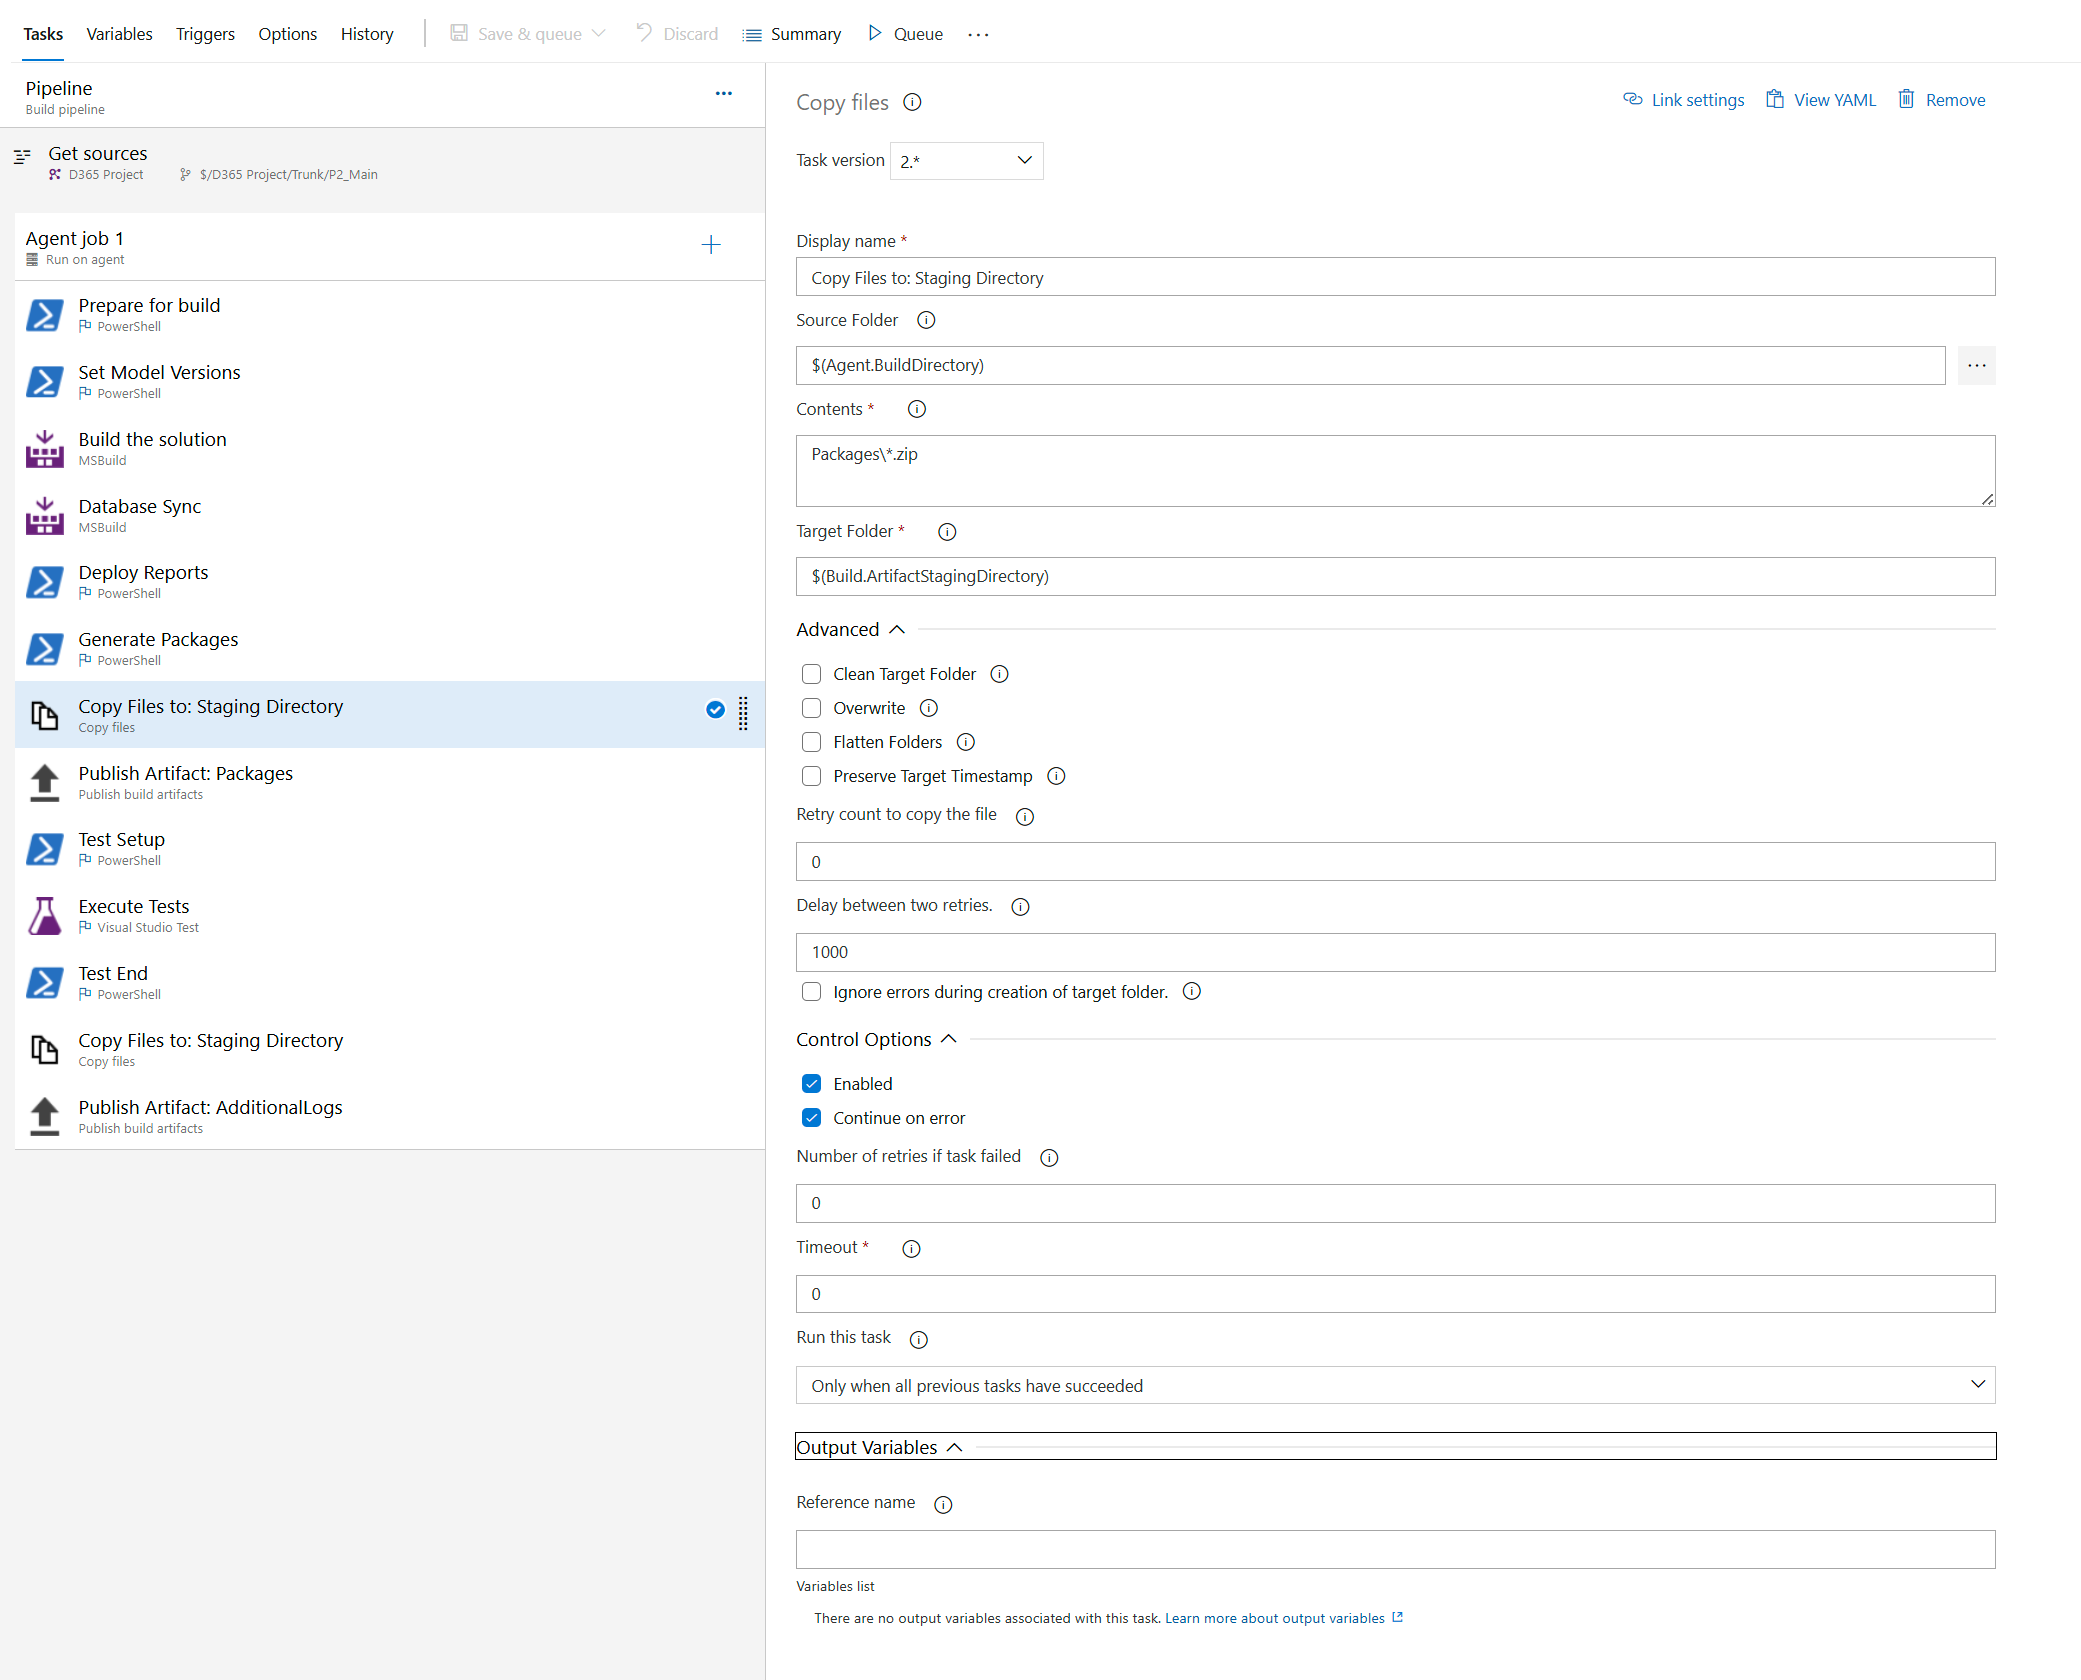 Tasks Variables Triggers Options History Save & queue Discard Summary Queue
Pipeline
Build pipeline
Get sources
D365 Project $/D365 Project/Trunk/P2_Main
Agent job 1
Run on agent
Prepare for build
PowerShell
Set Model Versions
PowerShell
Build the solution
MSBuild
Database Sync
MSBuild
Deploy Reports
PowerShell
Generate Packages
PowerShell
Copy Files to: Staging Directory
Copy files
Publish Artifact: Packages
Publish build artifacts
Test Setup
PowerShell
Execute Tests
Visual Studio Test
Test End
PowerShell
Copy Files to: Staging Directory
Copy files
Publish Artifact: AdditionalLogs
Publish build artifacts
Copy files Link settings View YAML Remove
Task version 2.*
Display name *
Copy Files to: Staging Directory
Source Folder
$(Agent.BuildDirectory)
Contents *
Packages\*.zip
Target Folder *
$(Build.ArtifactStagingDirectory)
Advanced
Clean Target Folder
Overwrite
Flatten Folders
Preserve Target Timestamp
Retry count to copy the file
0
Delay between two retries.
1000
Ignore errors during creation of target folder.
Control Options
Enabled
Continue on error
Number of retries if task failed
0
Timeout *
0
Run this task
Only when all previous tasks have succeeded
Output Variables
Reference name
Variables list
There are no output variables associated with this task. Learn more about output variables